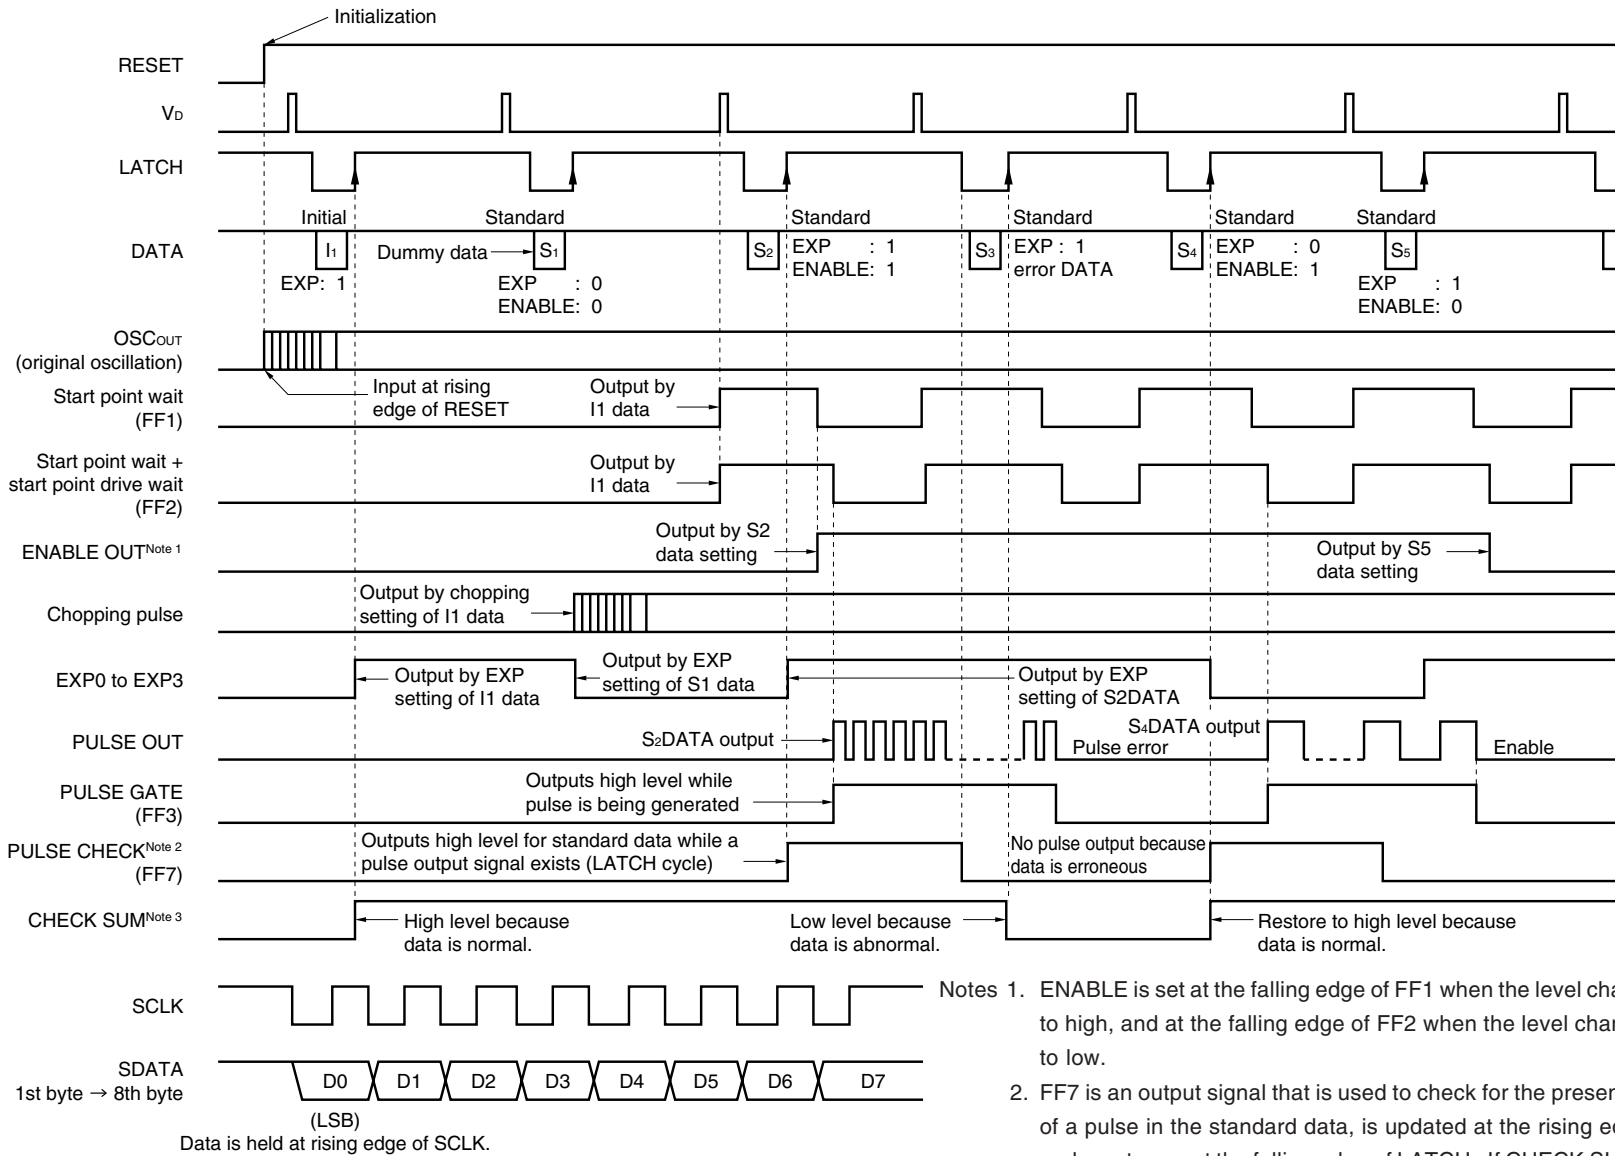 Initialization
RESET
VD
LATCH
Initial
Standard
Standard
Standard
Standard
Standard
DATA
I1
Dummy data
S1
S2
EXP : 1
ENABLE: 1
S3
EXP : 1
error DATA
S4
EXP : 0
ENABLE: 1
S5
EXP: 1
EXP : 0
ENABLE: 0
EXP : 1
ENABLE: 0
OSCOUT
(original oscillation)
Input at rising
edge of RESET
Start point wait
(FF1)
Output by
I1 data
Start point wait +
start point drive wait
(FF2)
Output by
I1 data
ENABLE OUTNote 1
Output by S2
data setting
Output by S5
data setting
Chopping pulse
Output by chopping
setting of I1 data
EXP0 to EXP3
Output by EXP
setting of I1 data
Output by EXP
setting of S1 data
Output by EXP
setting of S2DATA
PULSE OUT
S2DATA output
Pulse error
S4DATA output
Enable
PULSE GATE
(FF3)
Outputs high level while
pulse is being generated
PULSE CHECKNote 2
(FF7)
Outputs high level for standard data while a
pulse output signal exists (LATCH cycle)
No pulse output because
data is erroneous
CHECK SUMNote 3
High level because
data is normal.
Low level because
data is abnormal.
Restore to high level because
data is normal.
SCLK
SDATA
1st byte → 8th byte
D0 D1 D2 D3 D4 D5 D6 D7
(LSB)
Data is held at rising edge of SCLK.
Notes 1. ENABLE is set at the falling edge of FF1 when the level cha
to high, and at the falling edge of FF2 when the level chan
to low.
2. FF7 is an output signal that is used to check for the presen
of a pulse in the standard data, is updated at the rising e